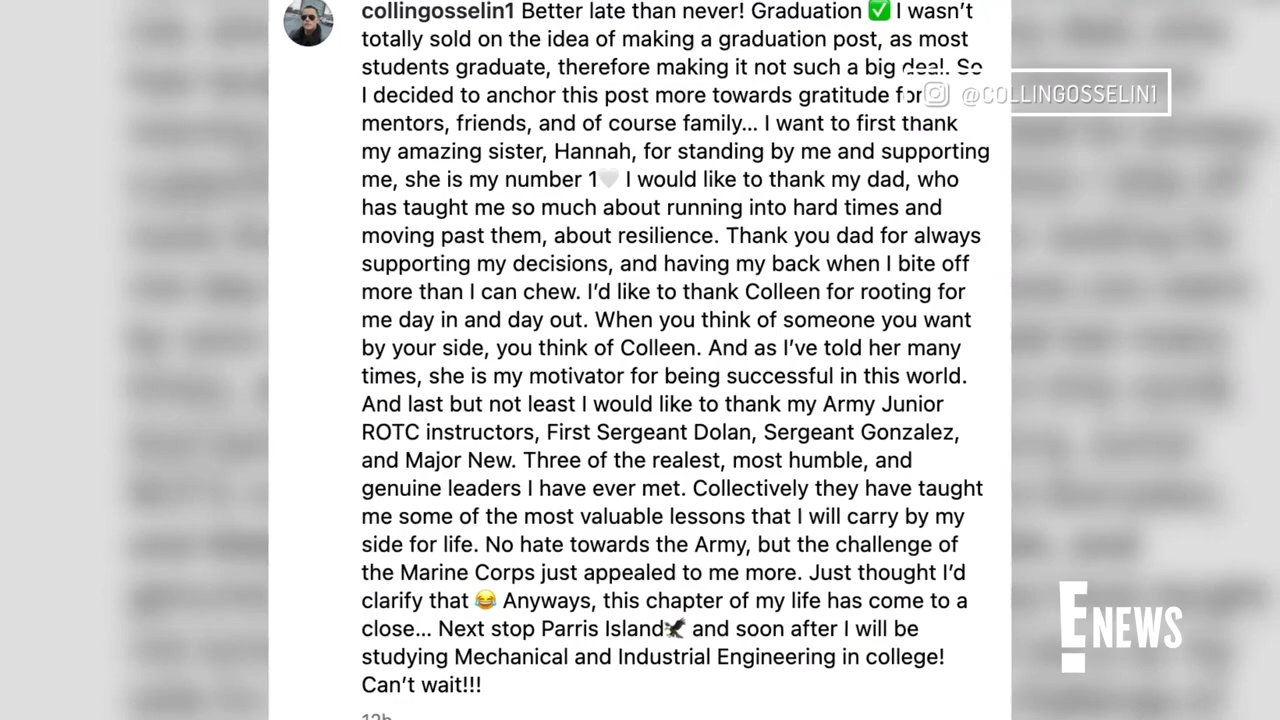 collingosselin1 Better late than never! Graduation ✅ I wasn't
totally sold on the idea of making a graduation post, as most
students graduate, therefore making it not such a big deal. So
I decided to anchor this post more towards gratitude for
@COLLINGOSSELIN1
mentors, friends, and of course family... I want to first thank
my amazing sister, Hannah, for standing by me and supporting
me, she is my number 1🤍 I would like to thank my dad, who
has taught me so much about running into hard times and
moving past them, about resilience. Thank you dad for always
supporting my decisions, and having my back when I bite off
more than I can chew. I'd like to thank Colleen for rooting for
me day in and day out. When you think of someone you want
by your side, you think of Colleen. And as I've told her many
times, she is my motivator for being successful in this world.
And last but not least I would like to thank my Army Junior
ROTC instructors, First Sergeant Dolan, Sergeant Gonzalez,
and Major New. Three of the realest, most humble, and
genuine leaders I have ever met. Collectively they have taught
me some of the most valuable lessons that I will carry by my
side for life. No hate towards the Army, but the challenge of
the Marine Corps just appealed to me more. Just thought I'd
clarify that 😂 Anyways, this chapter of my life has come to a
close... Next stop Parris Island🦅 and soon after I will be
studying Mechanical and Industrial Engineering in college!
Can't wait!!!
E NEWS